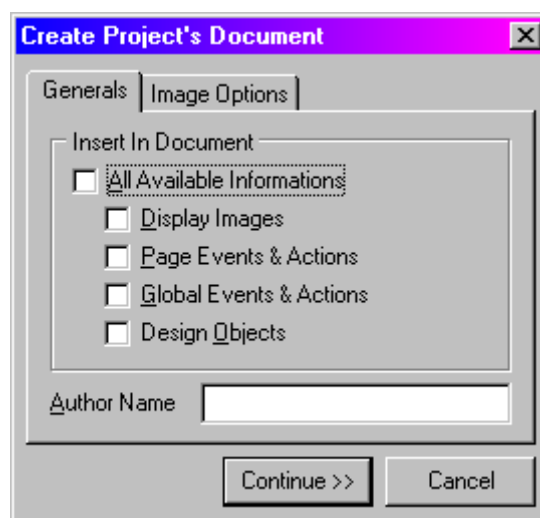 Create Project's Document
Generals Image Options
Insert In Document
All Available Informations
Display Images
Page Events & Actions
Global Events & Actions
Design Objects
Author Name
Continue >> Cancel